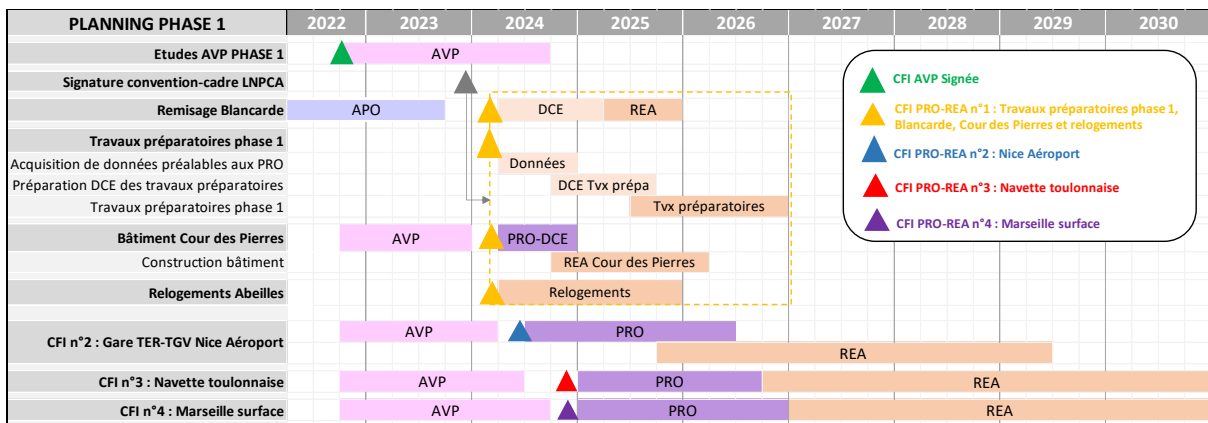 PLANNING PHASE 1 2022 2023 2024 2025 2026 2027 2028 2029 2030
Etudes AVP PHASE 1 AVP
Signature convention-cadre LNPCA
Remisage Blancarde APO DCE REA
Travaux préparatoires phase 1
Acquisition de données préalables aux PRO Données
Préparation DCE des travaux préparatoires DCE Tvx prépa
Travaux préparatoires phase 1 Tvx préparatoires
Bâtiment Cour des Pierres AVP PRO-DCE
Construction bâtiment REA Cour des Pierres
Relogements Abeilles Relogements
CFI n°2 : Gare TER-TGV Nice Aéroport AVP PRO
REA
CFI n°3 : Navette toulonnaise AVP PRO REA
CFI n°4 : Marseille surface AVP PRO REA
CFI AVP Signée
CFI PRO-REA n°1 : Travaux préparatoires phase 1,
Blancarde, Cour des Pierres et relogements
CFI PRO-REA n°2 : Nice Aéroport
CFI PRO-REA n°3 : Navette toulonnaise
CFI PRO-REA n°4 : Marseille surface